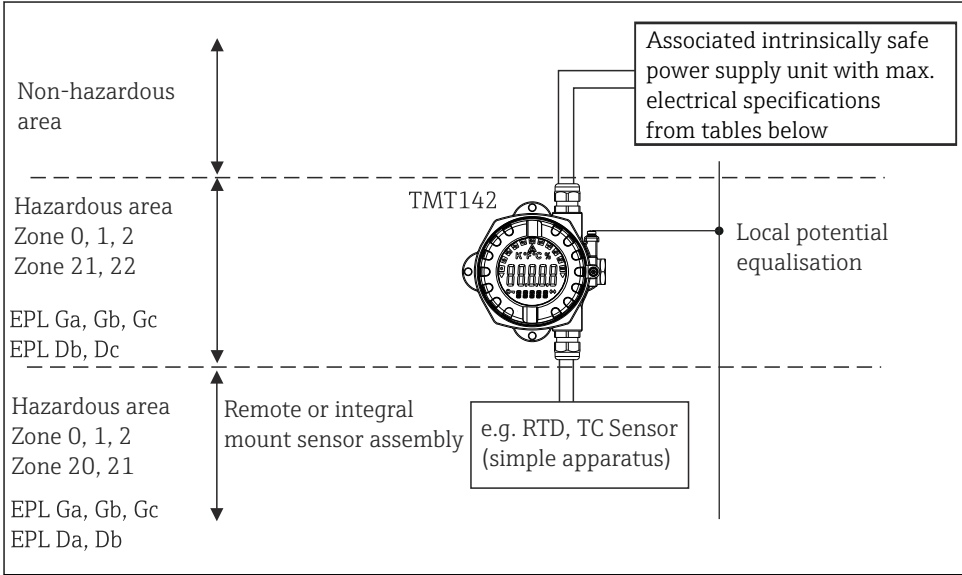 Associated intrinsically safe
power supply unit with max.
electrical specifications
from tables below
Non-hazardous
area
Hazardous area
Zone 0, 1, 2
Zone 21, 22
EPL Ga, Gb, Gc
EPL Db, Dc
TMT142
K°F°C %
Local potential
equalisation
Hazardous area
Zone 0, 1, 2
Zone 20, 21
EPL Ga, Gb, Gc
EPL Da, Db
Remote or integral
mount sensor assembly
e.g. RTD, TC Sensor
(simple apparatus)